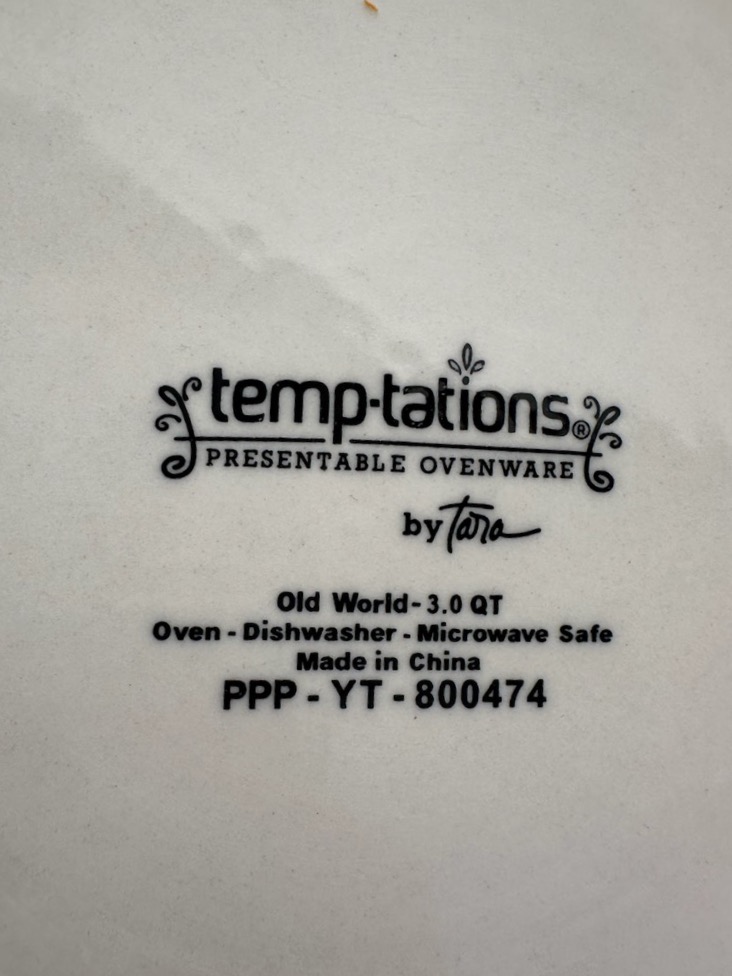 temp-tations®
PRESENTABLE OVENWARE
by Tara
Old World - 3.0 QT
Oven - Dishwasher - Microwave Safe
Made in China
PPP - YT - 800474